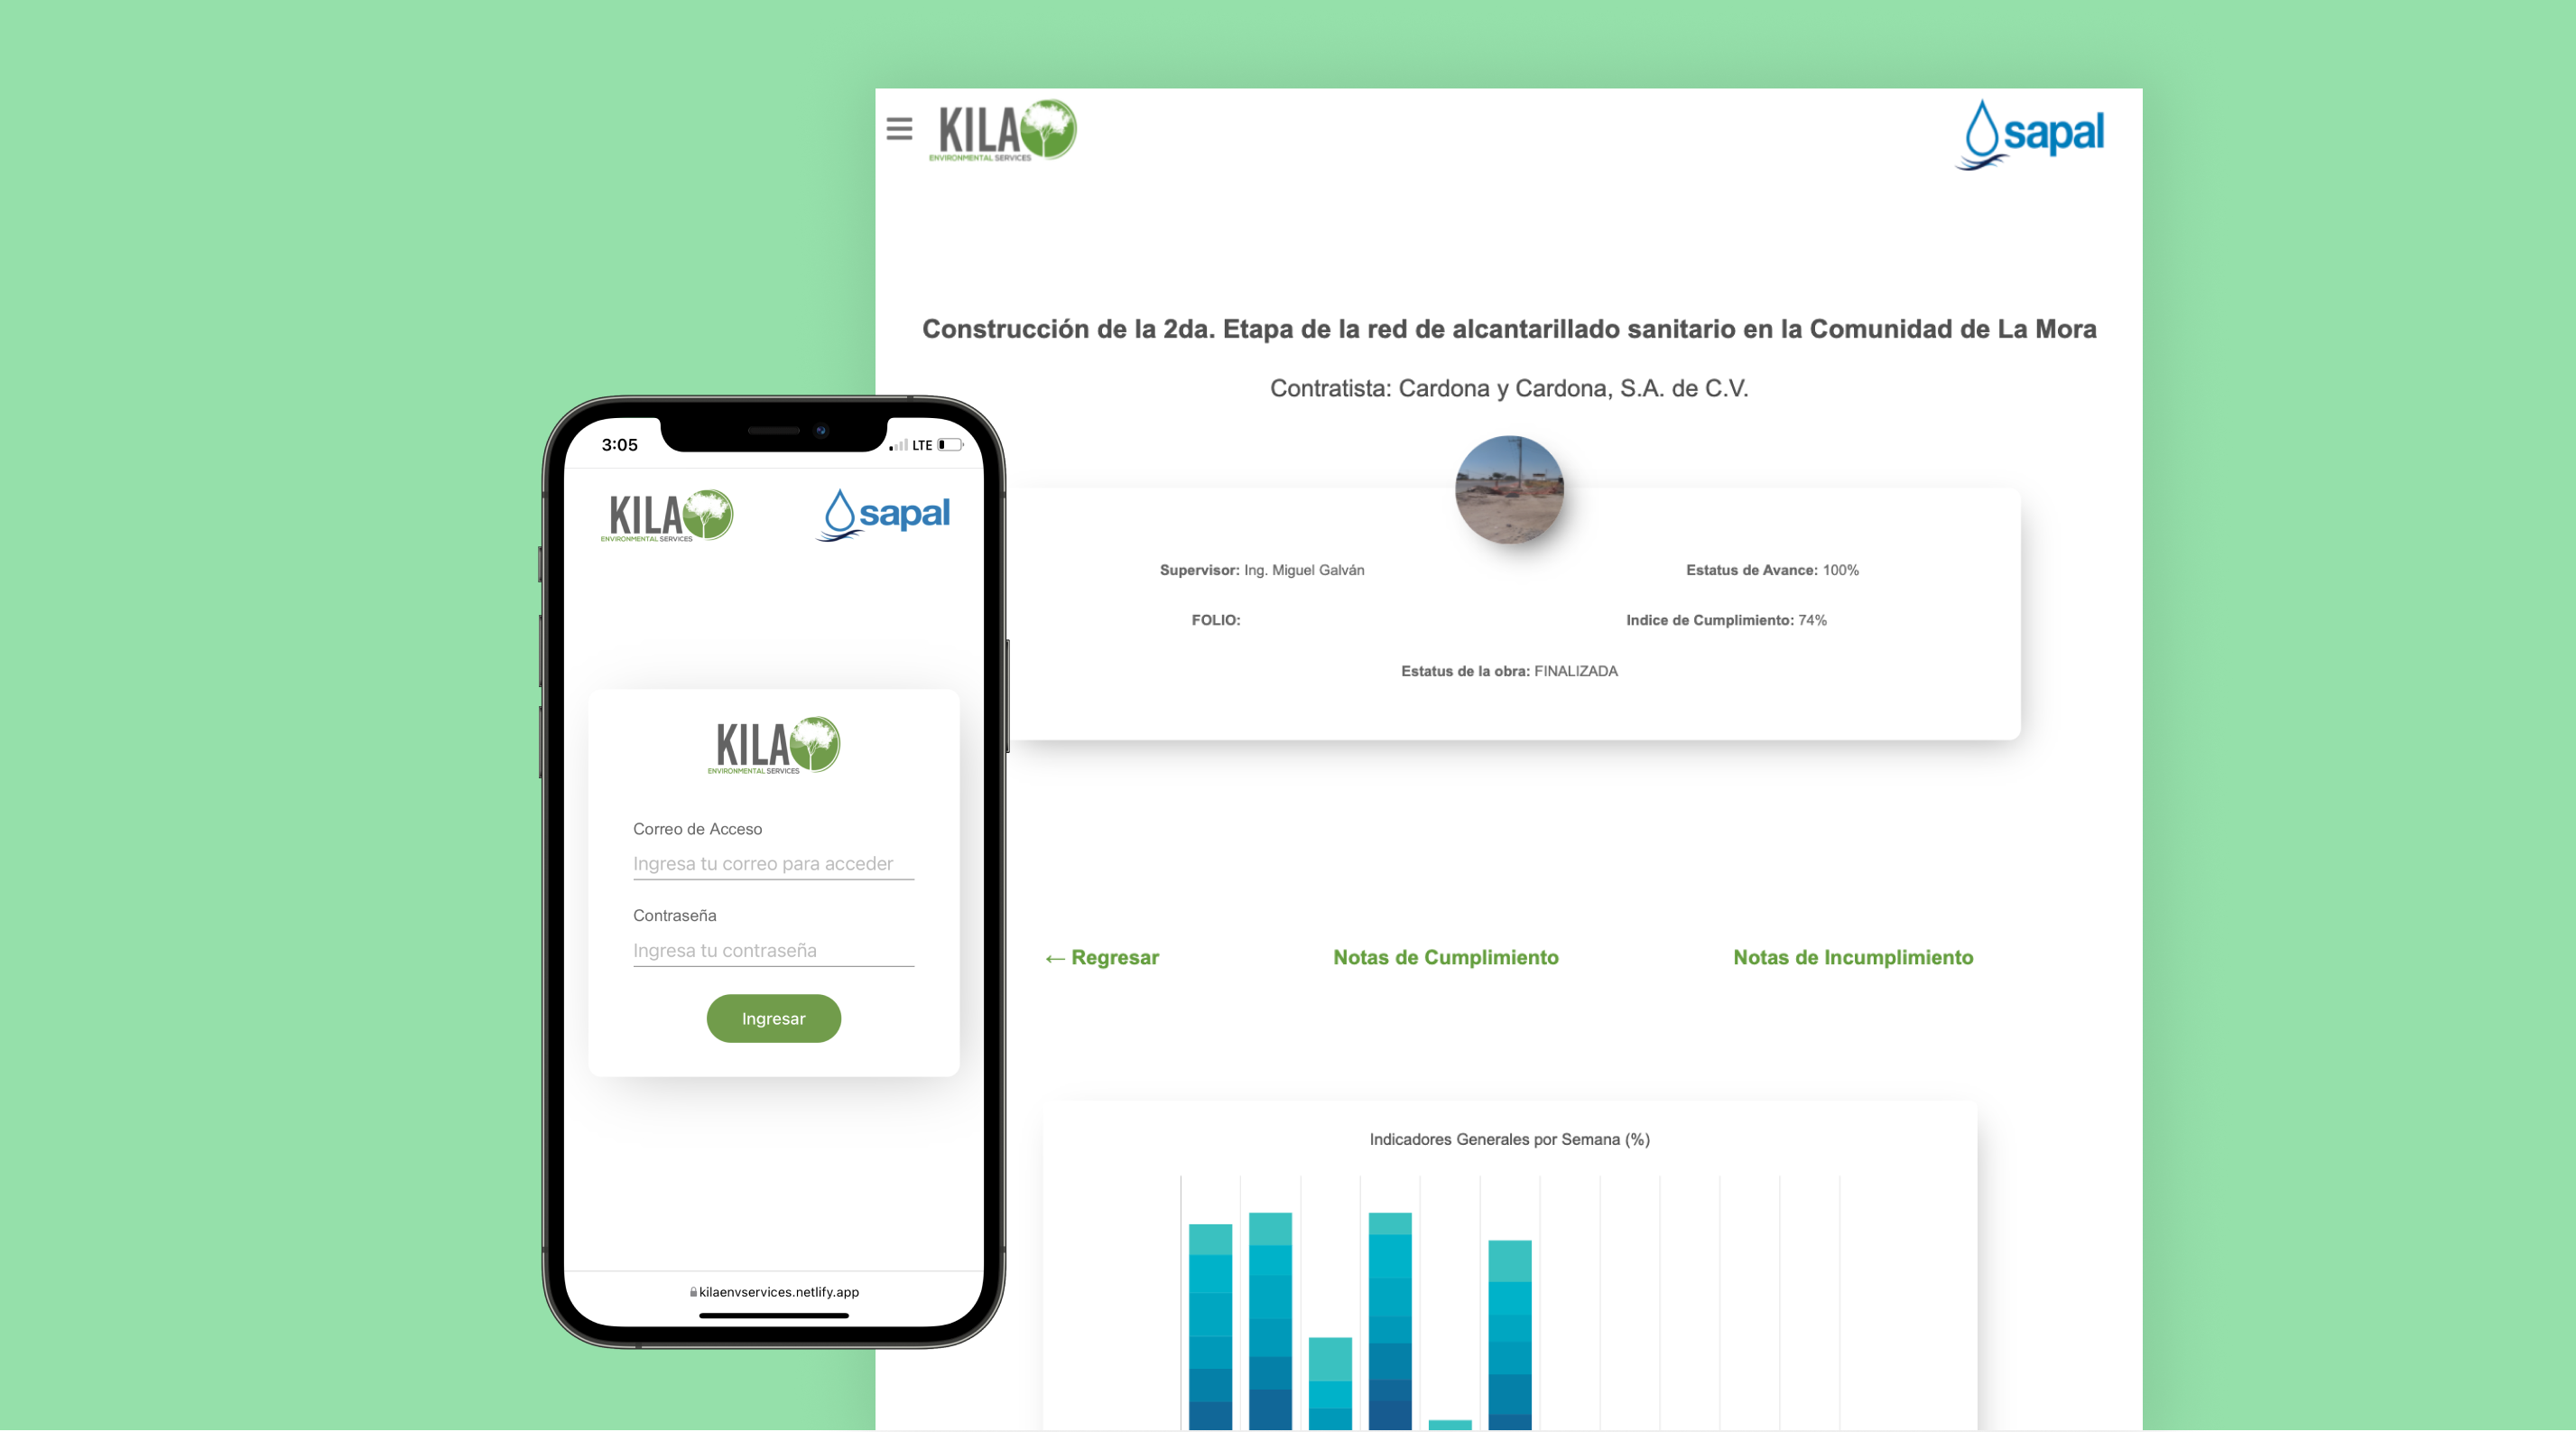 KILA
ENVIRONMENTAL SERVICES
sapal
Construcción de la 2da. Etapa de la red de alcantarillado sanitario en la Comunidad de La Mora
Contratista: Cardona y Cardona, S.A. de C.V.
Supervisor: Ing. Miguel Galván
Estatus de Avance: 100%
FOLIO:
Indice de Cumplimiento: 74%
Estatus de la obra: FINALIZADA
← Regresar
Notas de Cumplimiento
Notas de Incumplimiento
Indicadores Generales por Semana (%)
3:05
LTE
KILA
ENVIRONMENTAL SERVICES
sapal
KILA
ENVIRONMENTAL SERVICES
Correo de Acceso
Ingresa tu correo para acceder
Contraseña
Ingresa tu contraseña
Ingresar
kilaenvservices.netlify.app